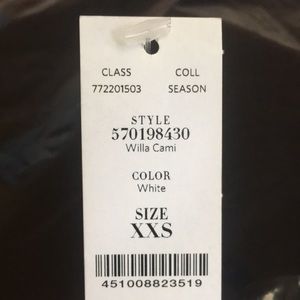 CLASS COLL
772201503 SEASON
STYLE
570198430
Willa Cami
COLOR
White
SIZE
XXS
451008823519